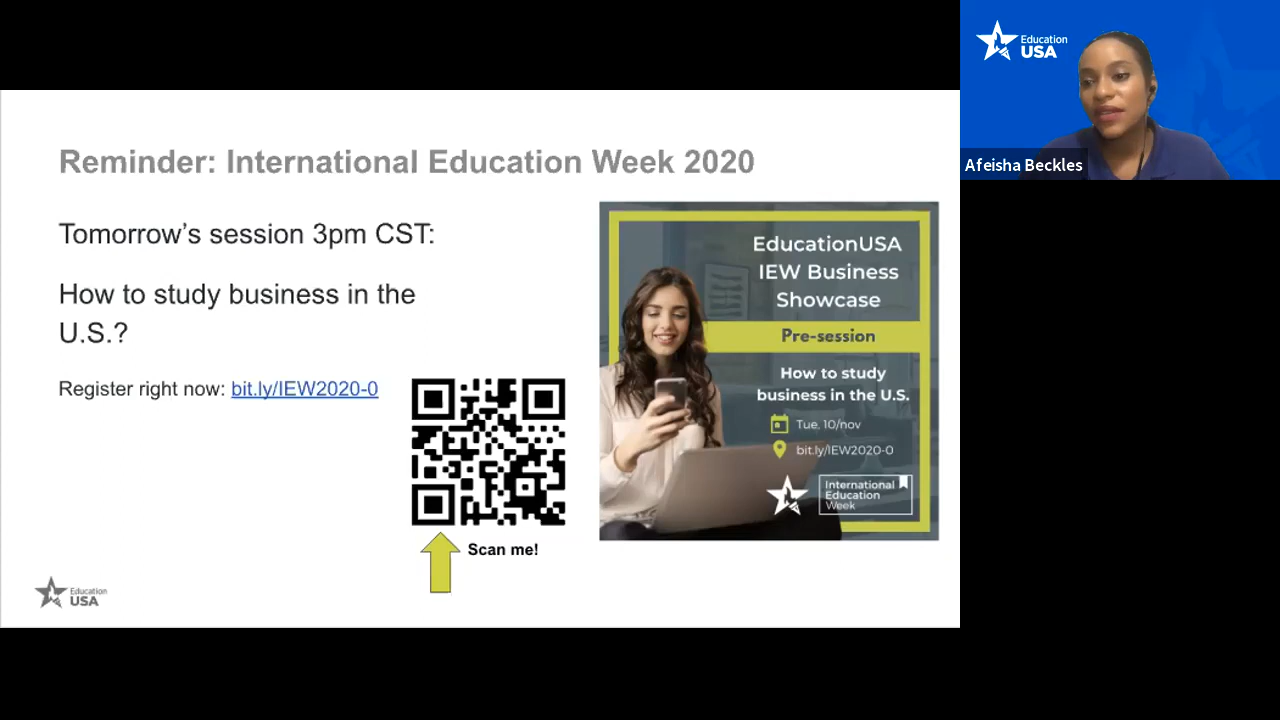 Reminder: International Education Week 2020
Tomorrow's session 3pm CST:
How to study business in the
U.S.?
Register right now: bit.ly/IEW2020-0
Scan me!
Education
USA
EducationUSA
IEW Business
Showcase
Pre-session
How to study
business in the U.S.
Tue, 10/nov
bit.ly/IEW2020-0
International
Education
Week
Education
USA
Afeisha Beckles